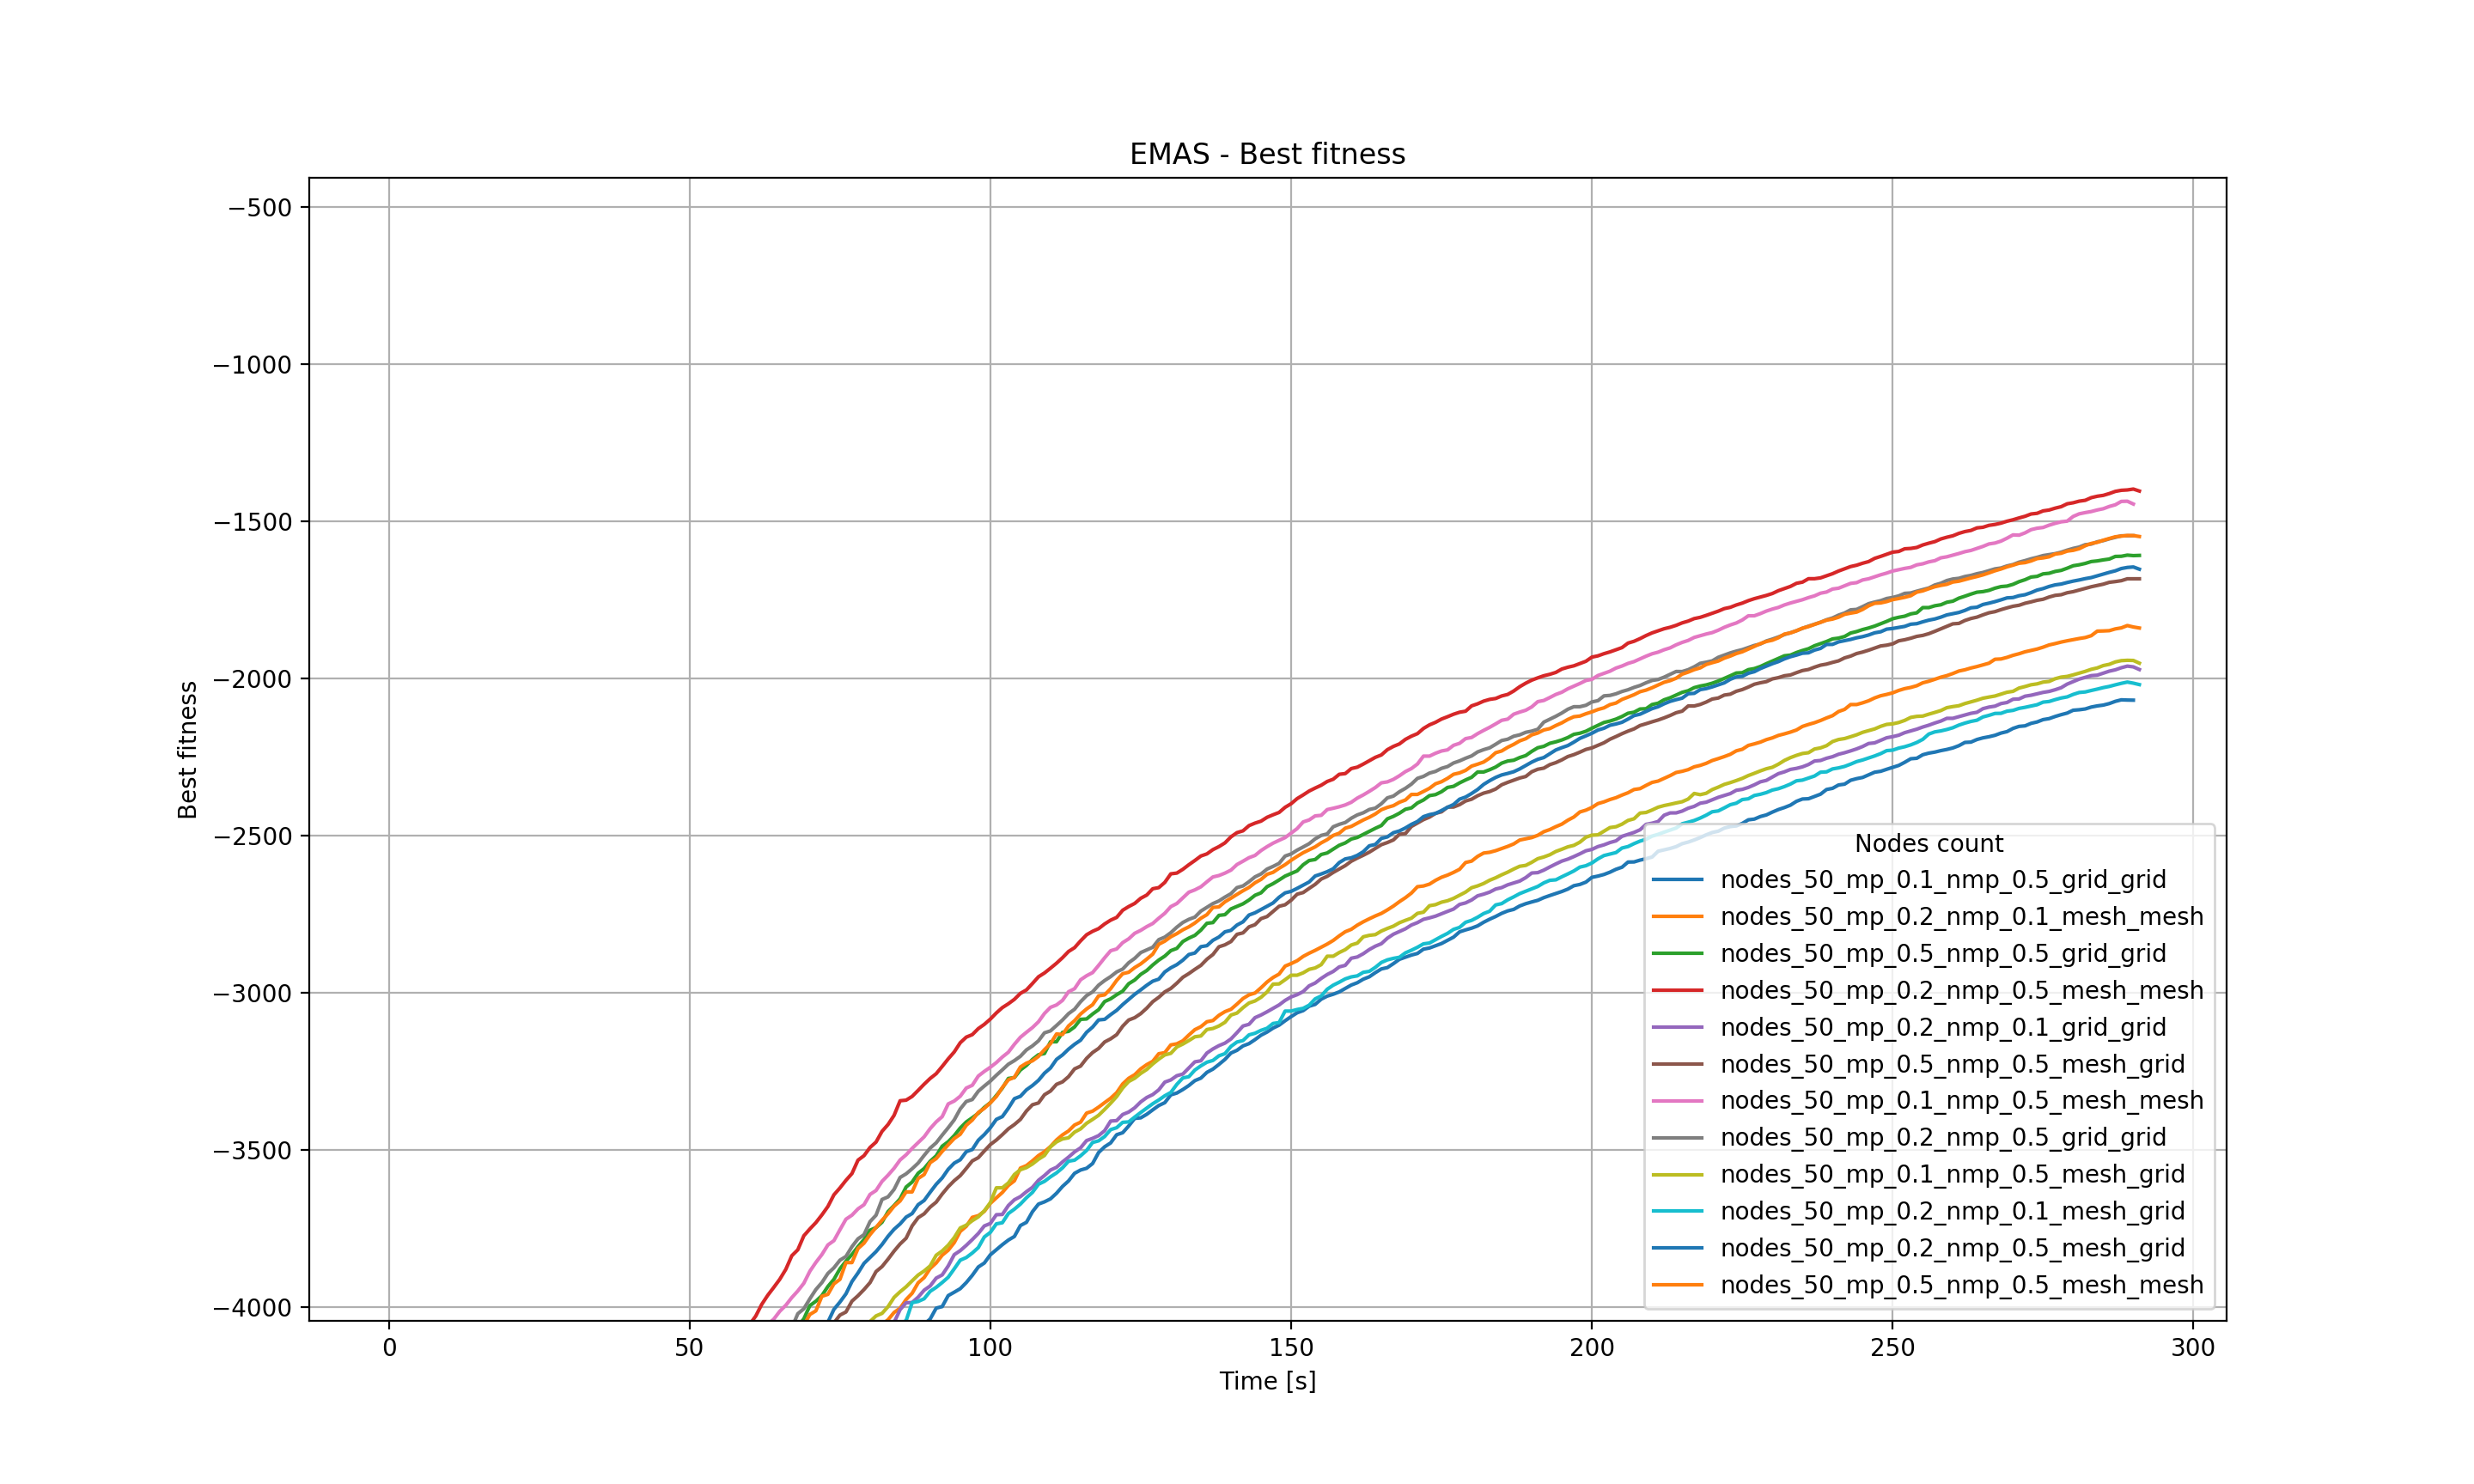 EMAS - Best fitness
−500
−1000
−1500
−2000
−2500
−3000
−3500
−4000
Best fitness
0
50
100
150
200
250
300
Time [s]
Nodes count
nodes_50_mp_0.1_nmp_0.5_grid_grid
nodes_50_mp_0.2_nmp_0.1_mesh_mesh
nodes_50_mp_0.5_nmp_0.5_grid_grid
nodes_50_mp_0.2_nmp_0.5_mesh_mesh
nodes_50_mp_0.2_nmp_0.1_grid_grid
nodes_50_mp_0.5_nmp_0.5_mesh_grid
nodes_50_mp_0.1_nmp_0.5_mesh_mesh
nodes_50_mp_0.2_nmp_0.5_grid_grid
nodes_50_mp_0.1_nmp_0.5_mesh_grid
nodes_50_mp_0.2_nmp_0.1_mesh_grid
nodes_50_mp_0.2_nmp_0.5_mesh_grid
nodes_50_mp_0.5_nmp_0.5_mesh_mesh